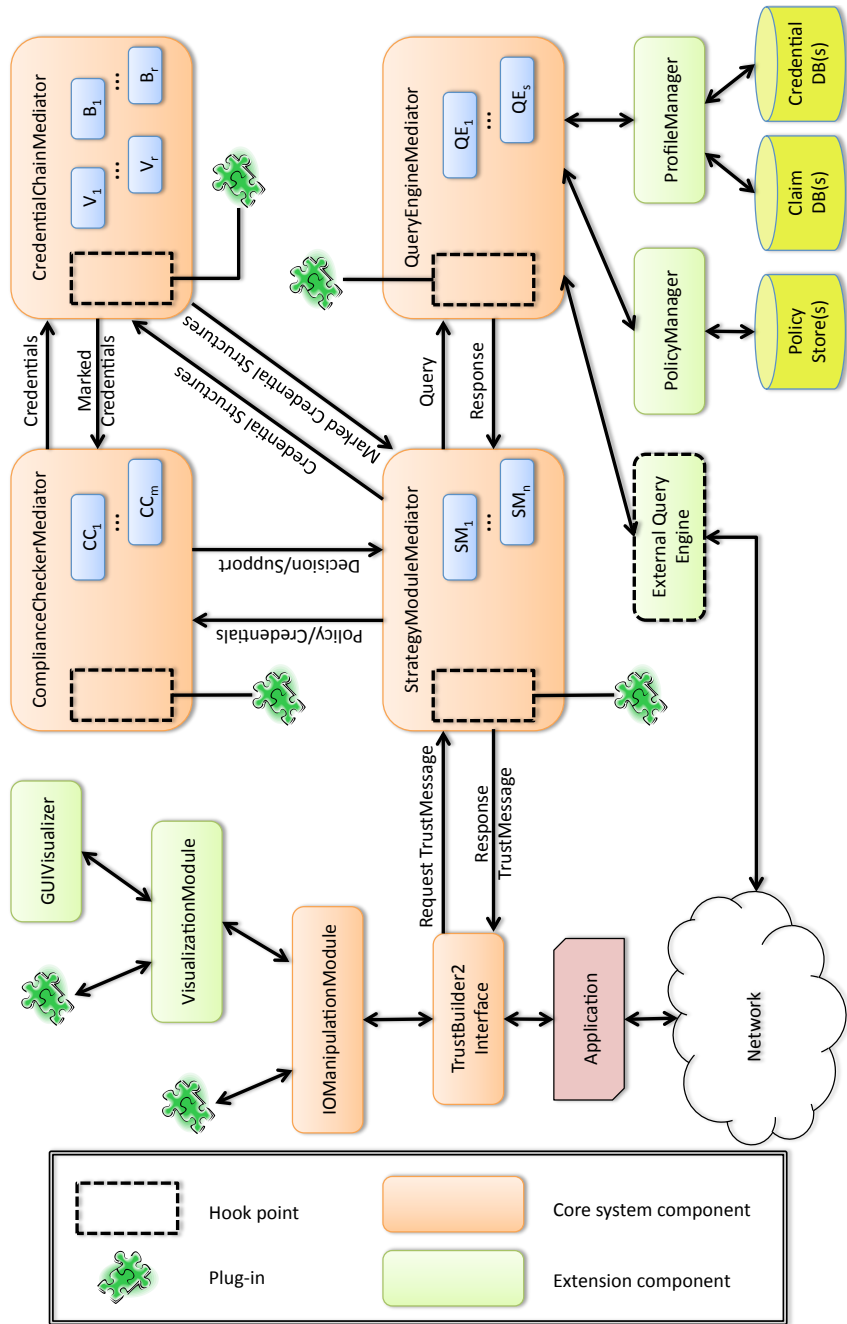 GUIVisualizer
VisualizationModule
IOManipulationModule
TrustBuilder2
Interface
Application
Network
Request TrustMessage
Response
TrustMessage
ComplianceCheckerMediator
CC1
...
CCm
Policy/Credentials
Decision/Support
Credentials
Marked
Credentials
CredentialChainMediator
V1
...
Vr
B1
...
Br
Credential Structures
Marked Credential Structures
StrategyModuleMediator
SM1
...
SMn
Query
Response
QueryEngineMediator
QE1
...
QEs
External Query
Engine
PolicyManager
ProfileManager
Policy
Store(s)
Claim
DB(s)
Credential
DB(s)
Hook point
Plug-in
Core system component
Extension component